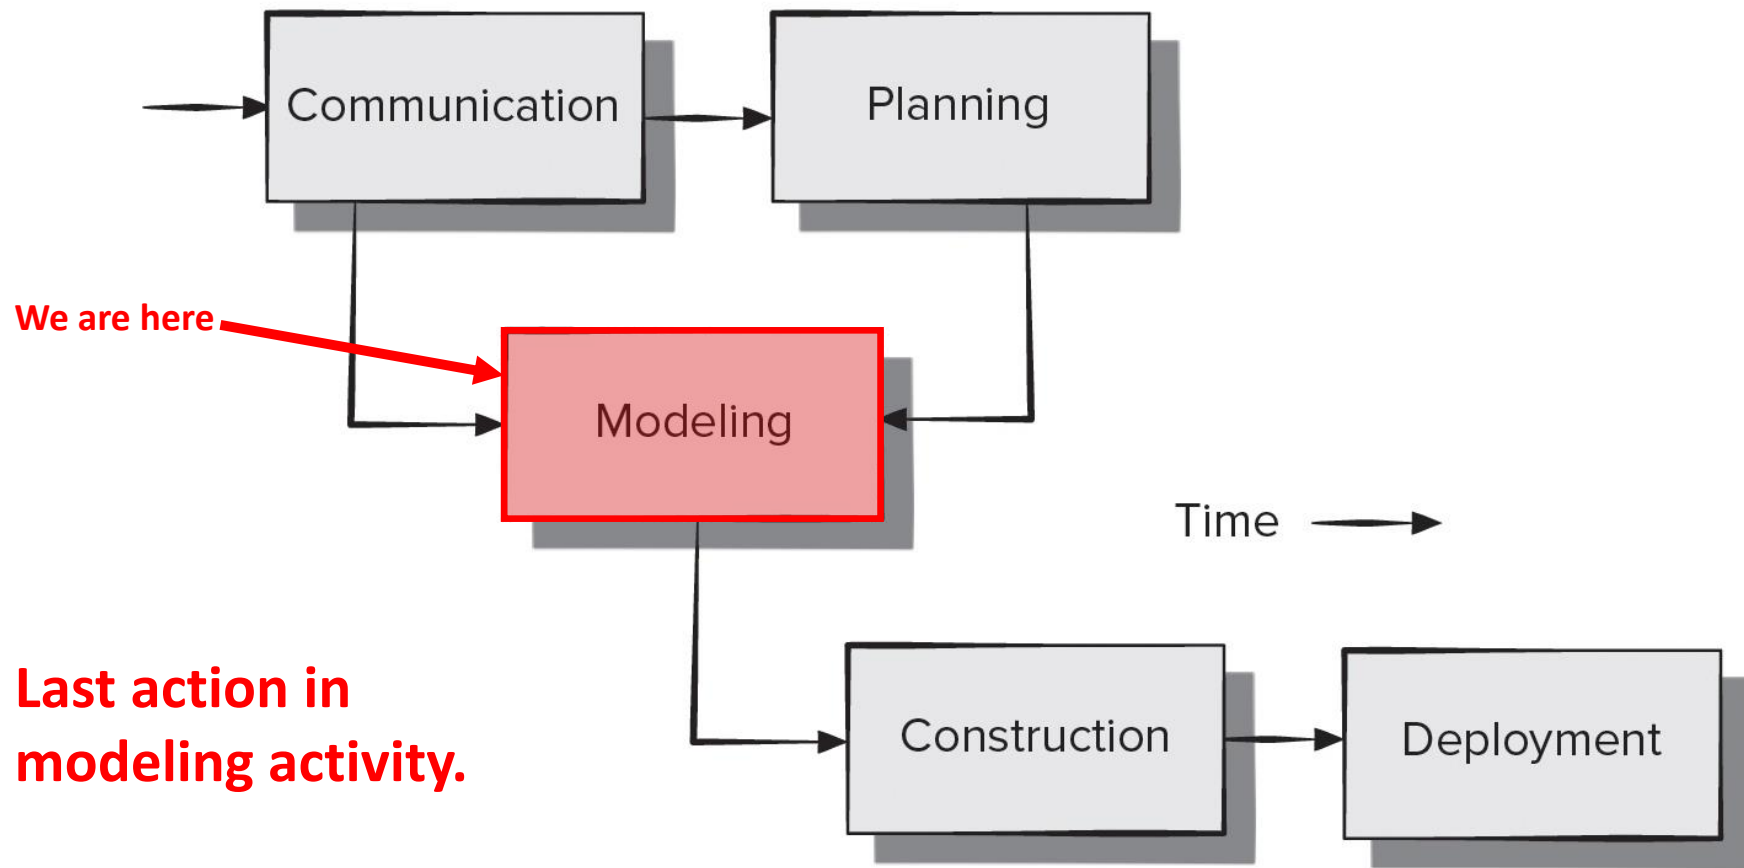 Communication
Planning
We are here
Modeling
Time
Last action in
modeling activity.
Construction
Deployment